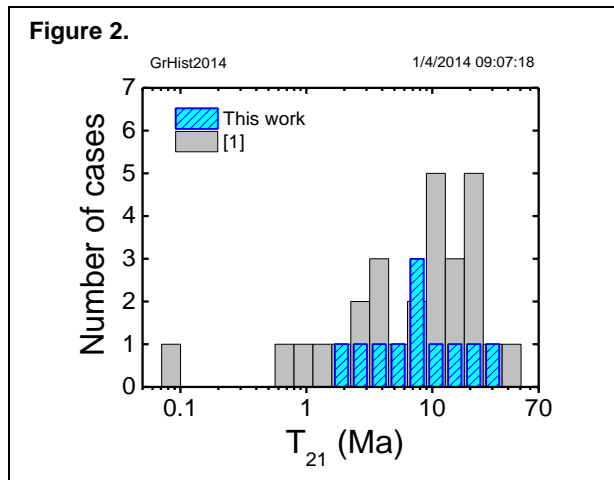 Figure 2.
GrHist2014 1/4/2014 09:07:18
7
6
5
4
3
2
1
0
Number of cases
This work
[1]
0.1 1 10 70
T21 (Ma)